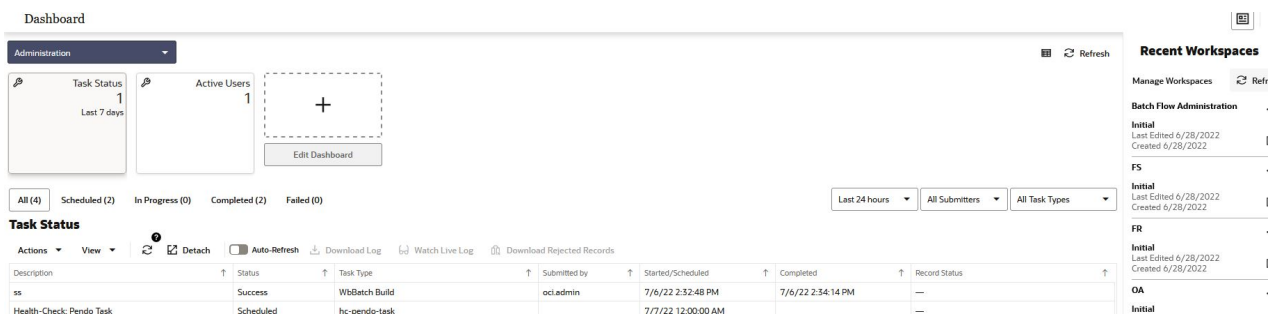 Dashboard
Administration
Refresh
Task Status
1
Last 7 days
Active Users
1
+
Edit Dashboard
All (4) Scheduled (2) In Progress (0) Completed (2) Failed (0)
Last 24 hours All Submitters All Task Types
Task Status
Actions View ? Detach Auto-Refresh Download Log Watch Live Log Download Rejected Records
Description Status Task Type Submitted by Started/Scheduled Completed Record Status
ss Success WbBatch Build oci.admin 7/6/22 2:32:48 PM 7/6/22 2:34:14 PM —
Health-Check: Pendo Task Scheduled hc-pendo-task 7/7/22 12:00:00 AM —
Recent Workspaces
Manage Workspaces Refr
Batch Flow Administration
Initial
Last Edited 6/28/2022
Created 6/28/2022
FS
Initial
Last Edited 6/28/2022
Created 6/28/2022
FR
Initial
Last Edited 6/28/2022
Created 6/28/2022
OA
Initial